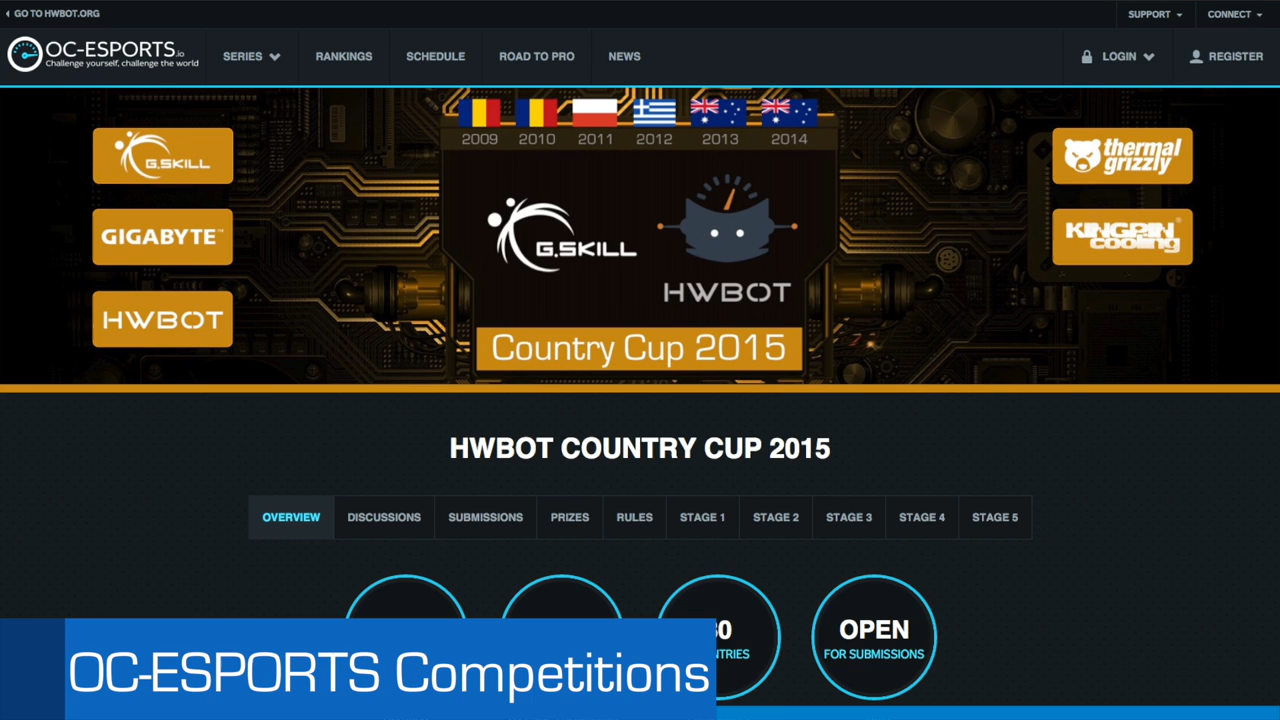 GO TO HWBOT.ORG
SUPPORT
CONNECT
OC-ESPORTS.io
Challenge yourself, challenge the world
SERIES
RANKINGS
SCHEDULE
ROAD TO PRO
NEWS
LOGIN
REGISTER
2009 2010 2011 2012 2013 2014
G.SKILL
GIGABYTE™
HWBOT
G.SKILL
HWBOT
Country Cup 2015
thermal
grizzly
KINGPIN®
cooling
HWBOT COUNTRY CUP 2015
OVERVIEW
DISCUSSIONS
SUBMISSIONS
PRIZES
RULES
STAGE 1
STAGE 2
STAGE 3
STAGE 4
STAGE 5
OPEN
FOR SUBMISSIONS
OC-ESPORTS Competitions